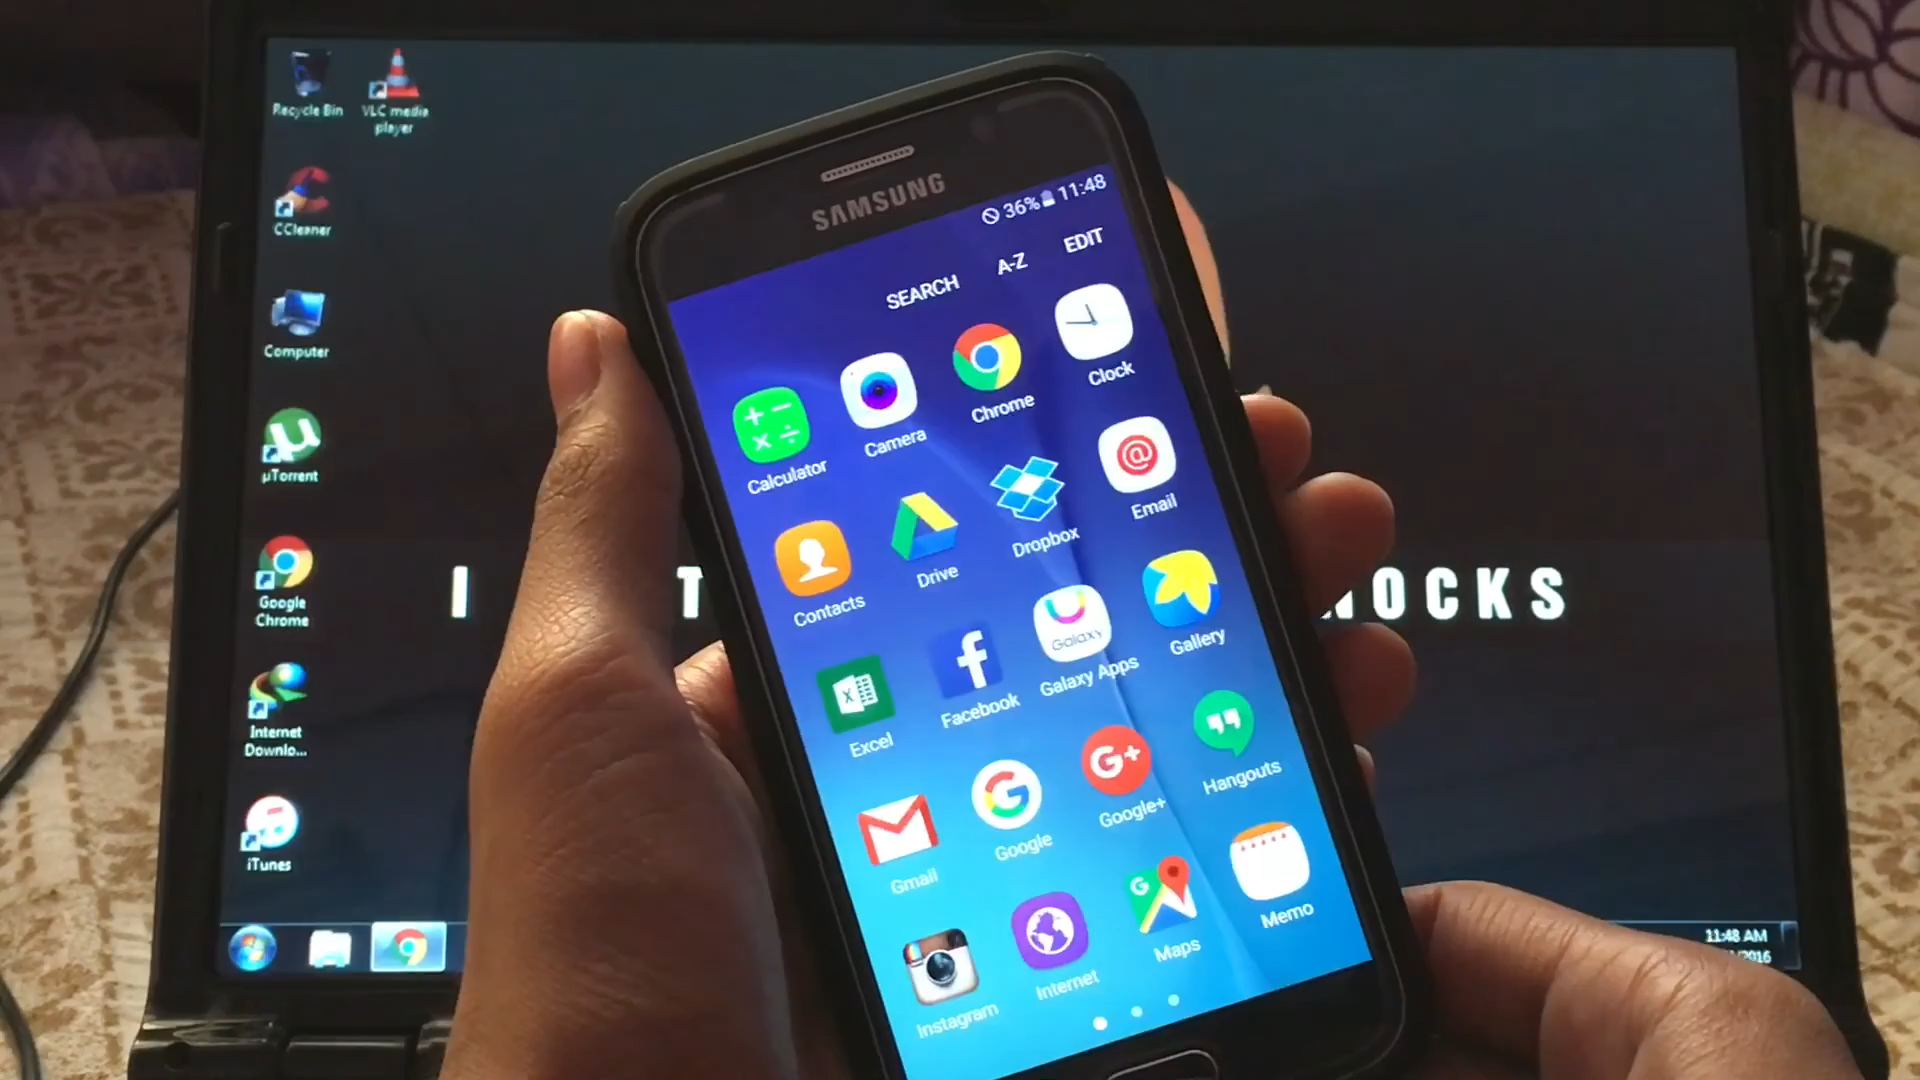 Recycle Bin
VLC media
player
CCleaner
Computer
µTorrent
Google
Chrome
Internet
Downlo...
iTunes
I
T
NOCKS
11:48 AM
2016
SAMSUNG
36% 11:48
SEARCH A-Z EDIT
Calculator Camera Chrome Clock
Contacts Drive Dropbox Email
Galaxy
Excel Facebook Galaxy Apps Gallery
G+
Gmail Google Google+ Hangouts
G
Instagram Internet Maps Memo